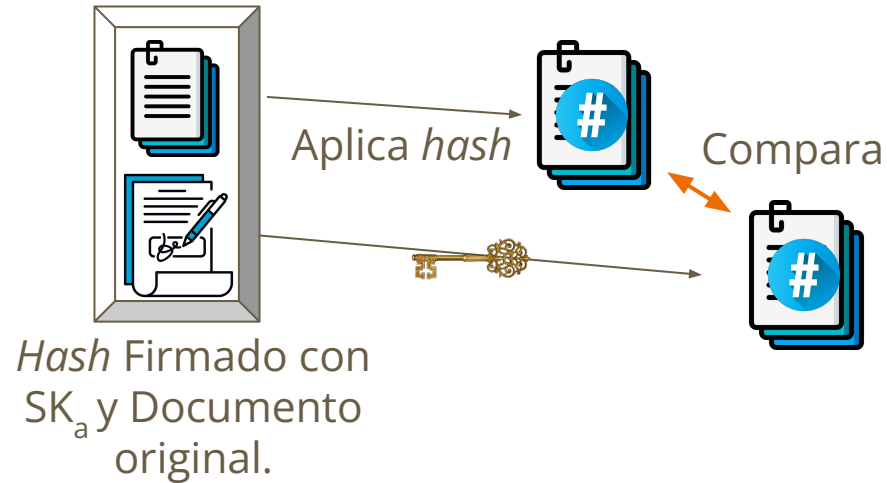 #
Aplica hash
Compara
#
Hash Firmado con
SKa y Documento
original.